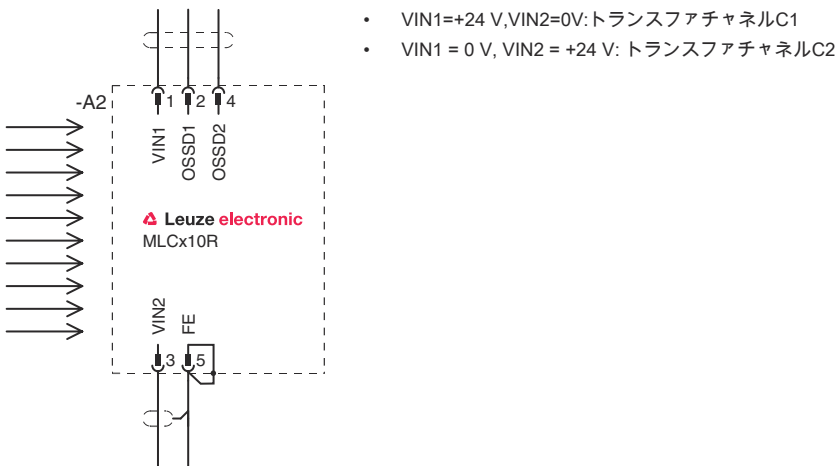 • VIN1=+24 V,VIN2=0V:トランスファチャネルC1
• VIN1 = 0 V, VIN2 = +24 V: トランスファチャネルC2
-A2
1 2 4
VIN1
OSSD1
OSSD2
Leuze electronic
MLCx10R
VIN2
FE
3 5